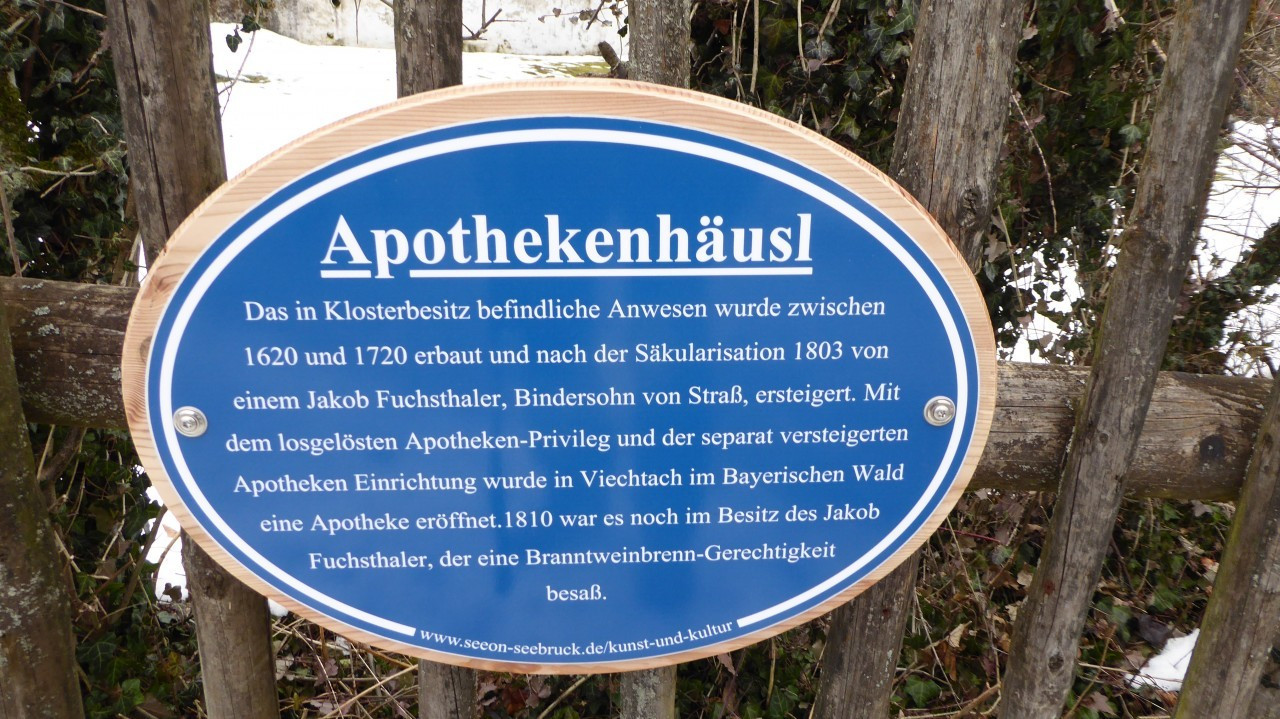 Apothekenhäusl
Das in Klosterbesitz befindliche Anwesen wurde zwischen
1620 und 1720 erbaut und nach der Säkularisation 1803 von
einem Jakob Fuchsthaler, Bindersohn von Straß, ersteigert. Mit
dem losgelösten Apotheken-Privileg und der separat versteigerten
Apotheken Einrichtung wurde in Viechtach im Bayerischen Wald
eine Apotheke eröffnet.1810 war es noch im Besitz des Jakob
Fuchsthaler, der eine Branntweinbrenn-Gerechtigkeit
besaß.
www.seeon-seebruck.de/kunst-und-kultur